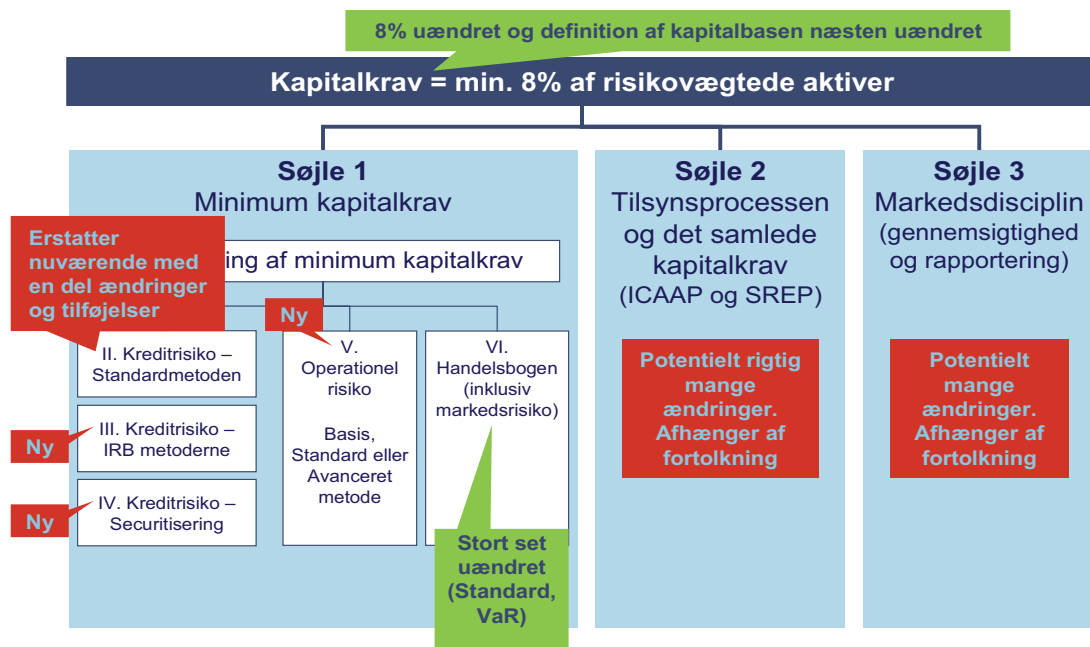 8% uændret og definition af kapitalbasen næsten uændret
Kapitalkrav = min. 8% af risikovægtede aktiver
Søjle 1
Minimum kapitalkrav
Erstatter
nuværende med
en del ændringer
og tilføjelser
ing af minimum kapitalkrav
Ny
II. Kreditrisiko –
Standardmetoden
Ny
III. Kreditrisiko –
IRB metoderne
Ny
IV. Kreditrisiko –
Securitisering
V.
Operationel
risiko
Basis,
Standard eller
Avanceret
metode
VI.
Handelsbogen
(inklusiv
markedsrisiko)
Stort set
uændret
(Standard,
VaR)
Søjle 2
Tilsynsprocessen
og det samlede
kapitalkrav
(ICAAP og SREP)
Potentielt rigtig
mange
ændringer.
Afhænger af
fortolkning
Søjle 3
Markedsdisciplin
(gennemsigtighed
og rapportering)
Potentielt
mange
ændringer.
Afhænger af
fortolkning